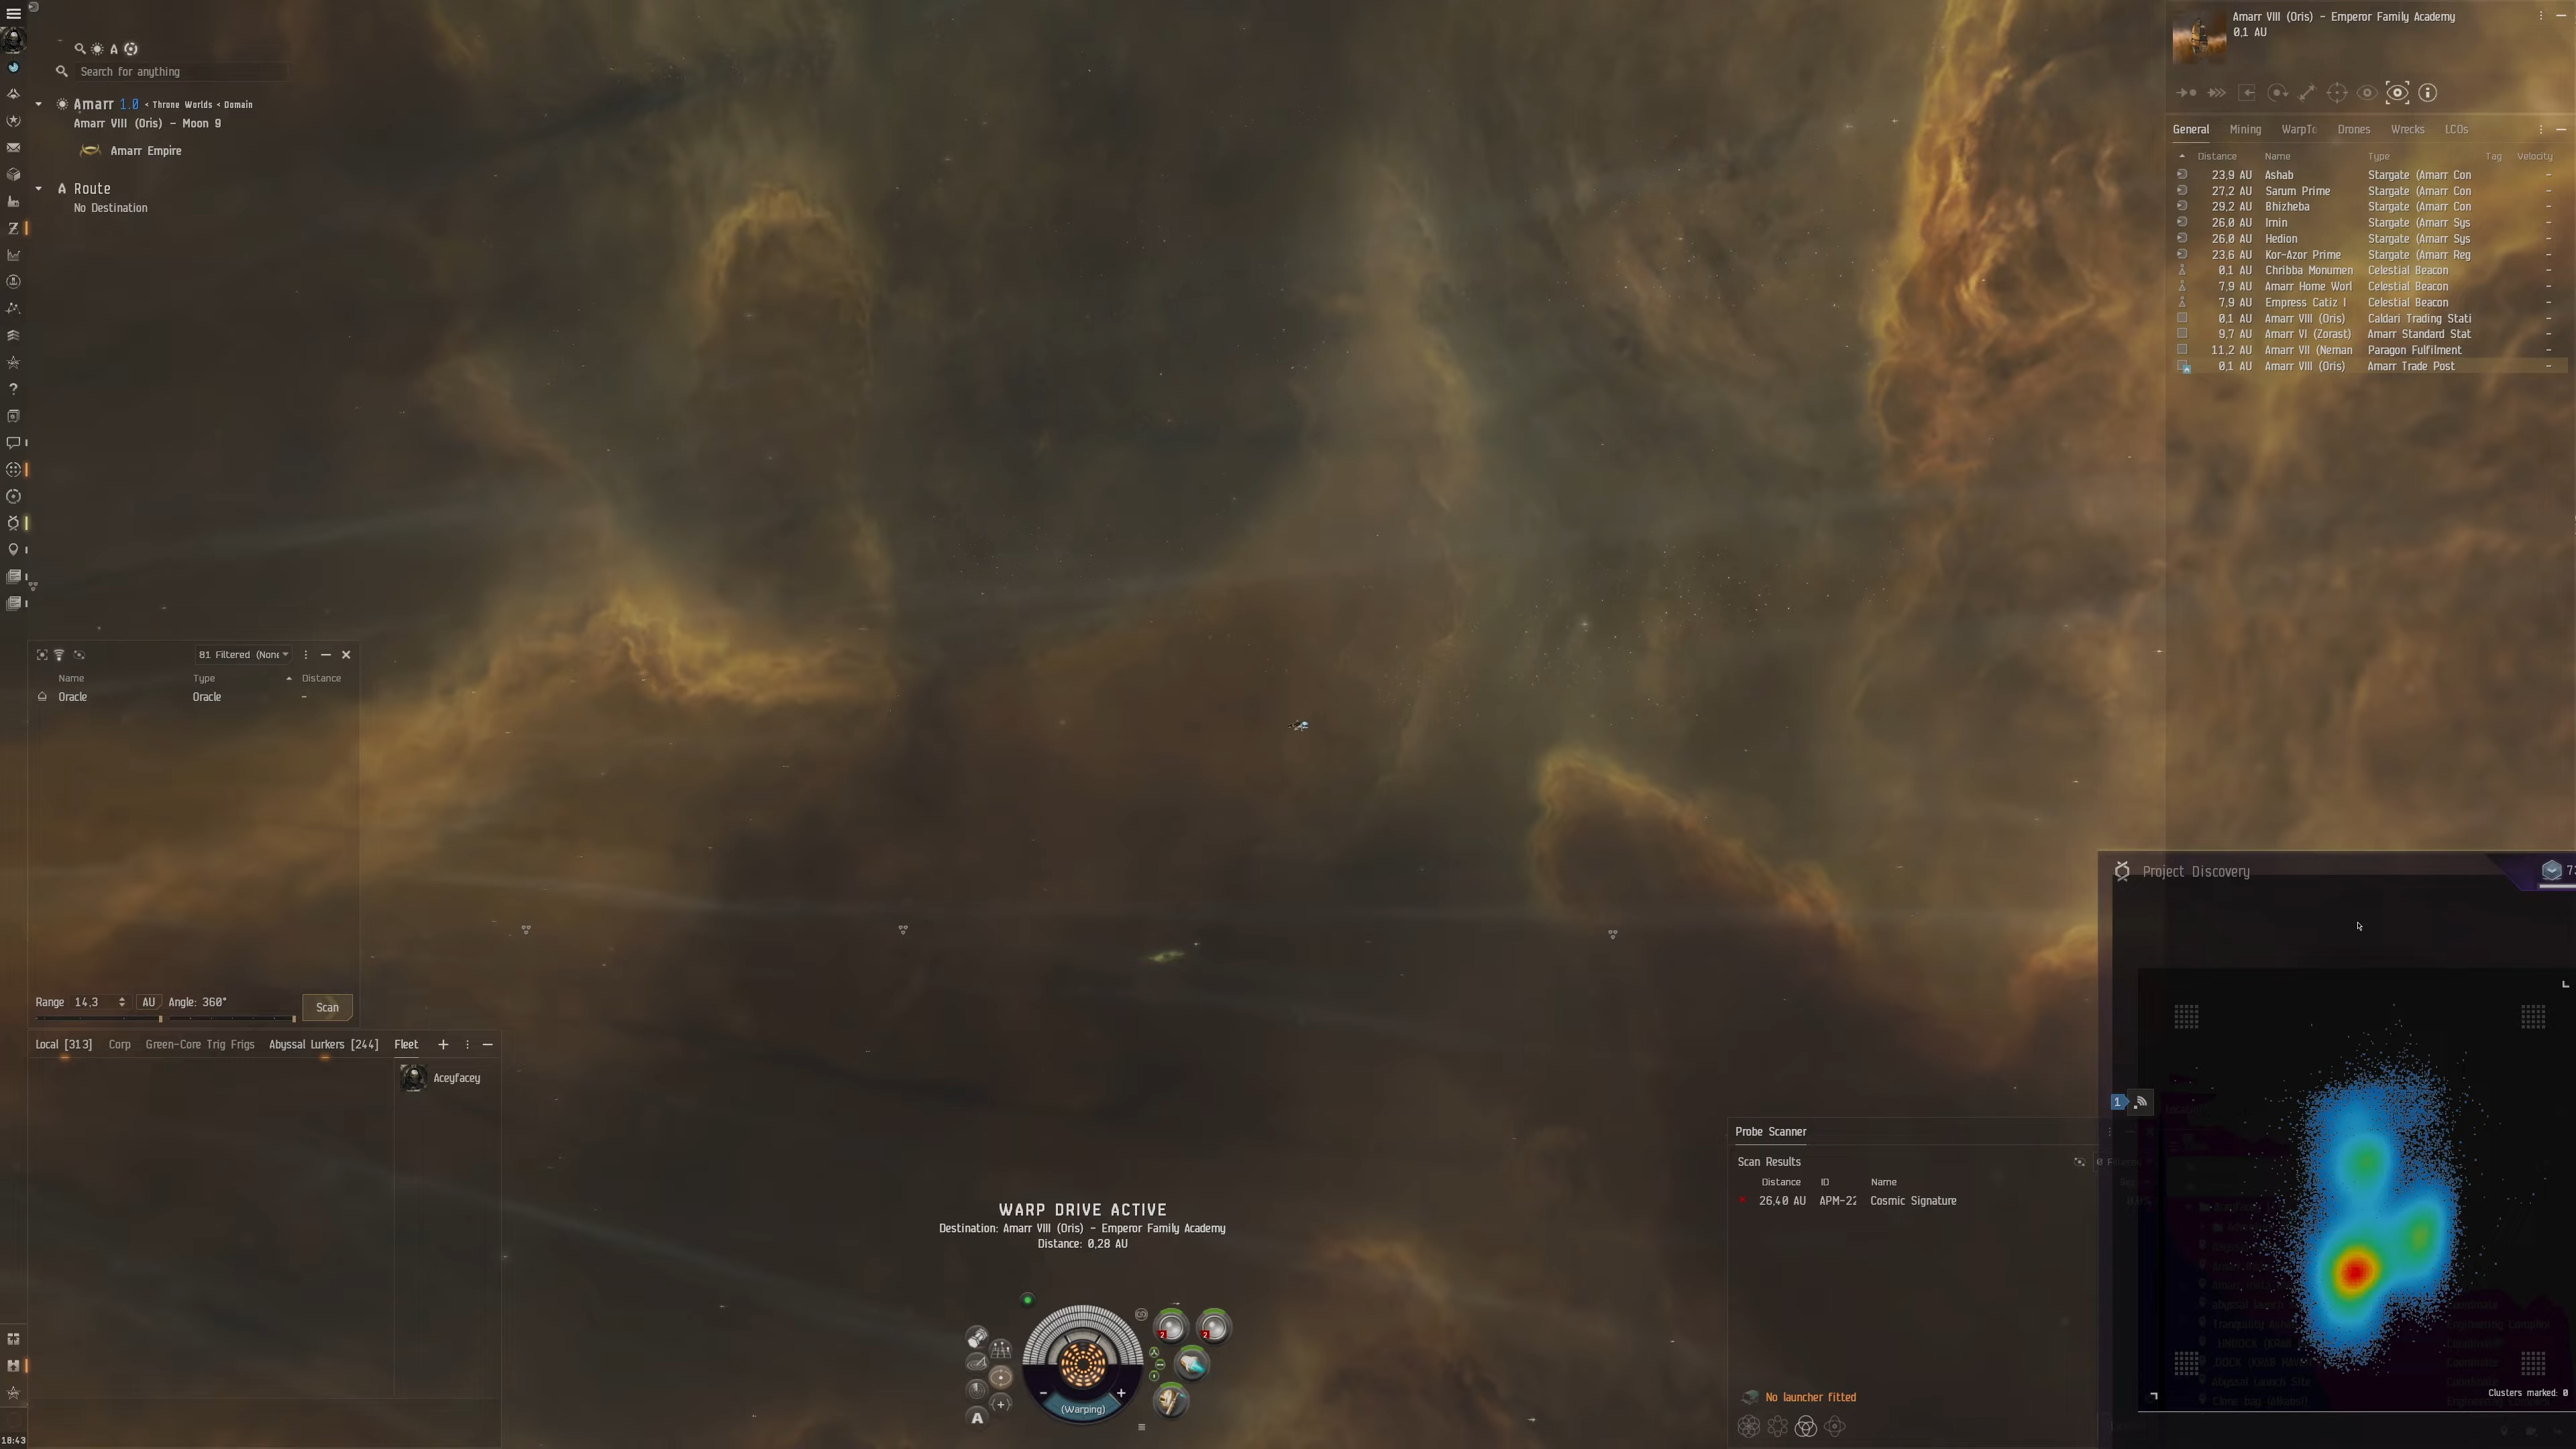 Search for anything
Amarr 1.0 < Throne Worlds < Domain
Amarr VIII (Oris) - Moon 9
Amarr Empire
Route
No Destination
Amarr VIII (Oris) - Emperor Family Academy
0,1 AU
General Mining WarpTo Drones Wrecks LCOs
Distance Name Type Tag Velocity
23,9 AU Ashab Stargate (Amarr Con -
27,2 AU Sarum Prime Stargate (Amarr Con -
29,2 AU Bhizheba Stargate (Amarr Con -
26,0 AU Irnin Stargate (Amarr Sys -
26,0 AU Hedion Stargate (Amarr Sys -
23,6 AU Kor-Azor Prime Stargate (Amarr Reg -
0,1 AU Chribba Monumen Celestial Beacon -
7,9 AU Amarr Home Worl Celestial Beacon -
7,9 AU Empress Catiz I Celestial Beacon -
0,1 AU Amarr VIII (Oris) Caldari Trading Stati -
9,7 AU Amarr VI (Zorast) Amarr Standard Stat -
11,2 AU Amarr VII (Neman Paragon Fulfilment -
0,1 AU Amarr VIII (Oris) Amarr Trade Post -
81 Filtered (None
Name Type Distance
Oracle Oracle -
Range 14,3 AU Angle: 360°
Scan
Local [313] Corp Green-Core Trig Frigs Abyssal Lurkers [244] Fleet
Aceyfacey
WARP DRIVE ACTIVE
Destination: Amarr VIII (Oris) - Emperor Family Academy
Distance: 0,28 AU
2 2
(Warping)
A
Probe Scanner
Scan Results
Distance ID Name
26,40 AU APM-22 Cosmic Signature
No launcher fitted
Project Discovery
1
Clusters marked: 0
18:43